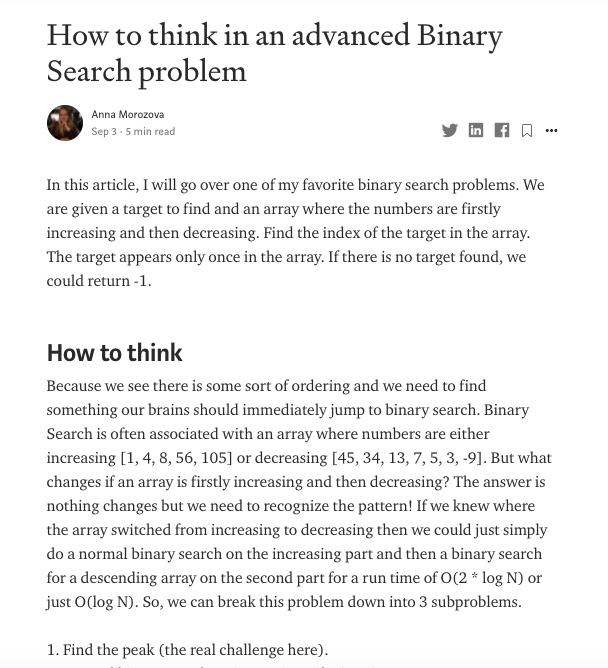 How to think in an advanced Binary
Search problem
Anna Morozova
Sep 3 · 5 min read
In this article, I will go over one of my favorite binary search problems. We
are given a target to find and an array where the numbers are firstly
increasing and then decreasing. Find the index of the target in the array.
The target appears only once in the array. If there is no target found, we
could return -1.
How to think
Because we see there is some sort of ordering and we need to find
something our brains should immediately jump to binary search. Binary
Search is often associated with an array where numbers are either
increasing [1, 4, 8, 56, 105] or decreasing [45, 34, 13, 7, 5, 3, -9]. But what
changes if an array is firstly increasing and then decreasing? The answer is
nothing changes but we need to recognize the pattern! If we knew where
the array switched from increasing to decreasing then we could just simply
do a normal binary search on the increasing part and then a binary search
for a descending array on the second part for a run time of O(2 * log N) or
just O(log N). So, we can break this problem down into 3 subproblems.
1. Find the peak (the real challenge here).